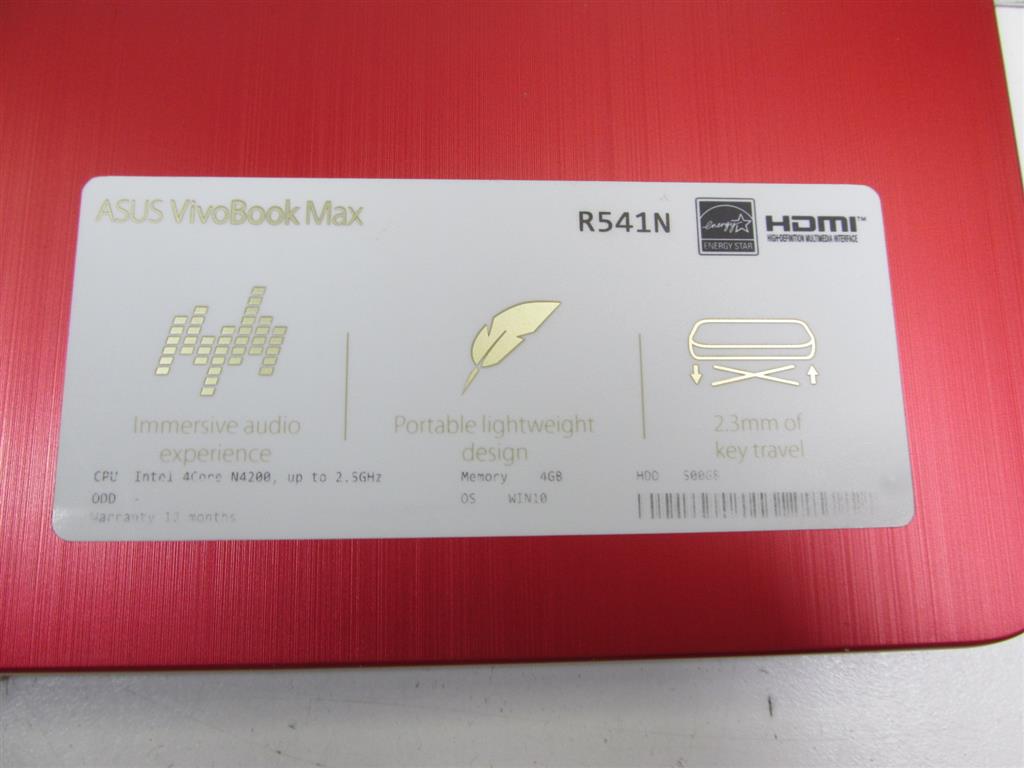 ASUS VivoBook Max
R541N
energy
ENERGY STAR
HDMI™
HIGH-DEFINITION MULTIMEDIA INTERFACE
Immersive audio
experience
Portable lightweight
design
2.3mm of
key travel
CPU Intel 4Core N4200, up to 2.5GHz
Memory 4GB
HDD 500GB
ODD -
OS WIN10
Warranty 12 months